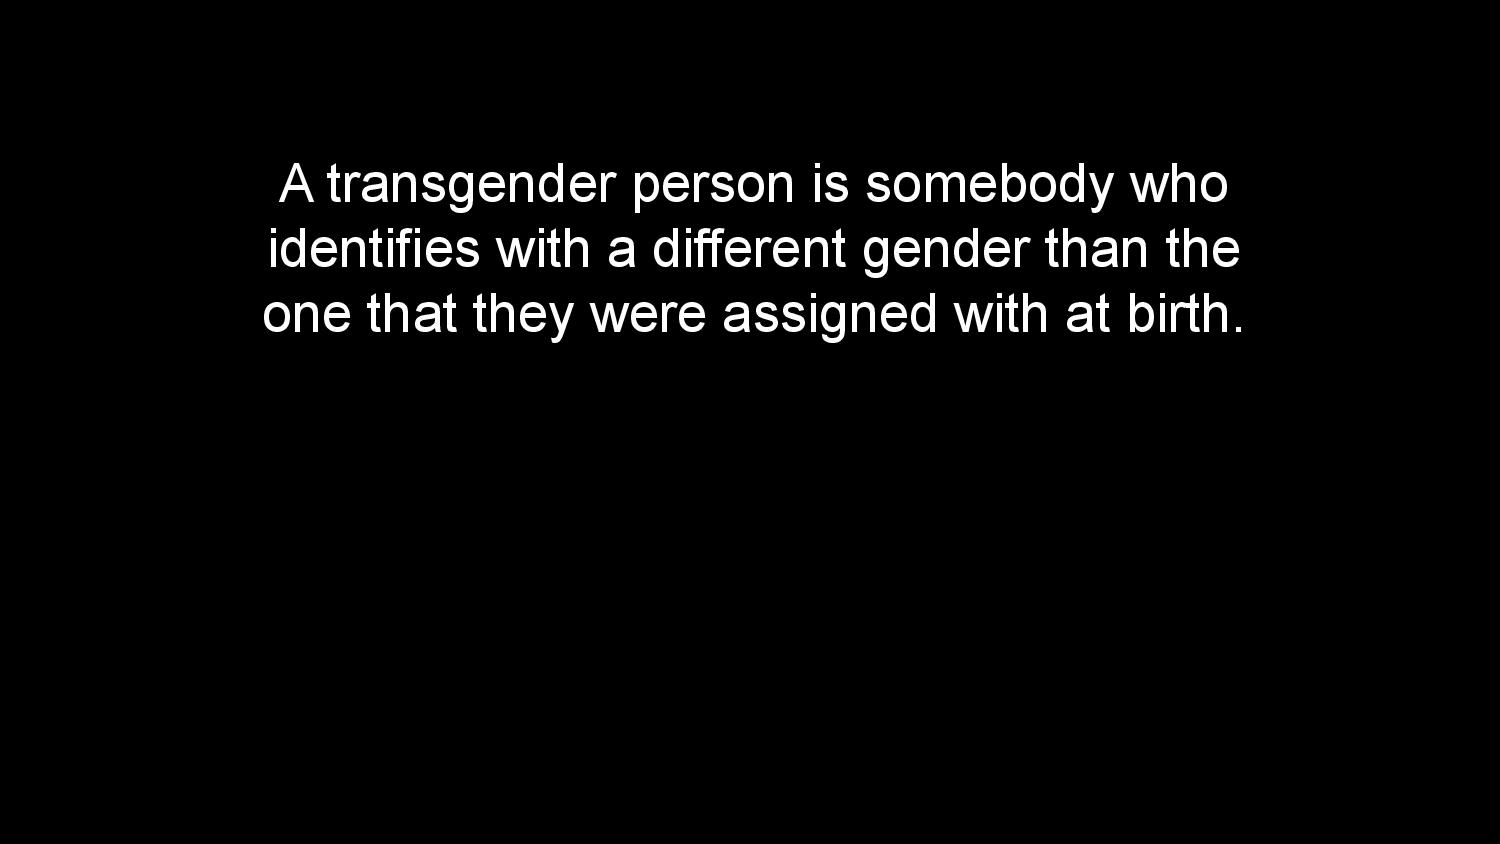 A transgender person is somebody who
identifies with a different gender than the
one that they were assigned with at birth.